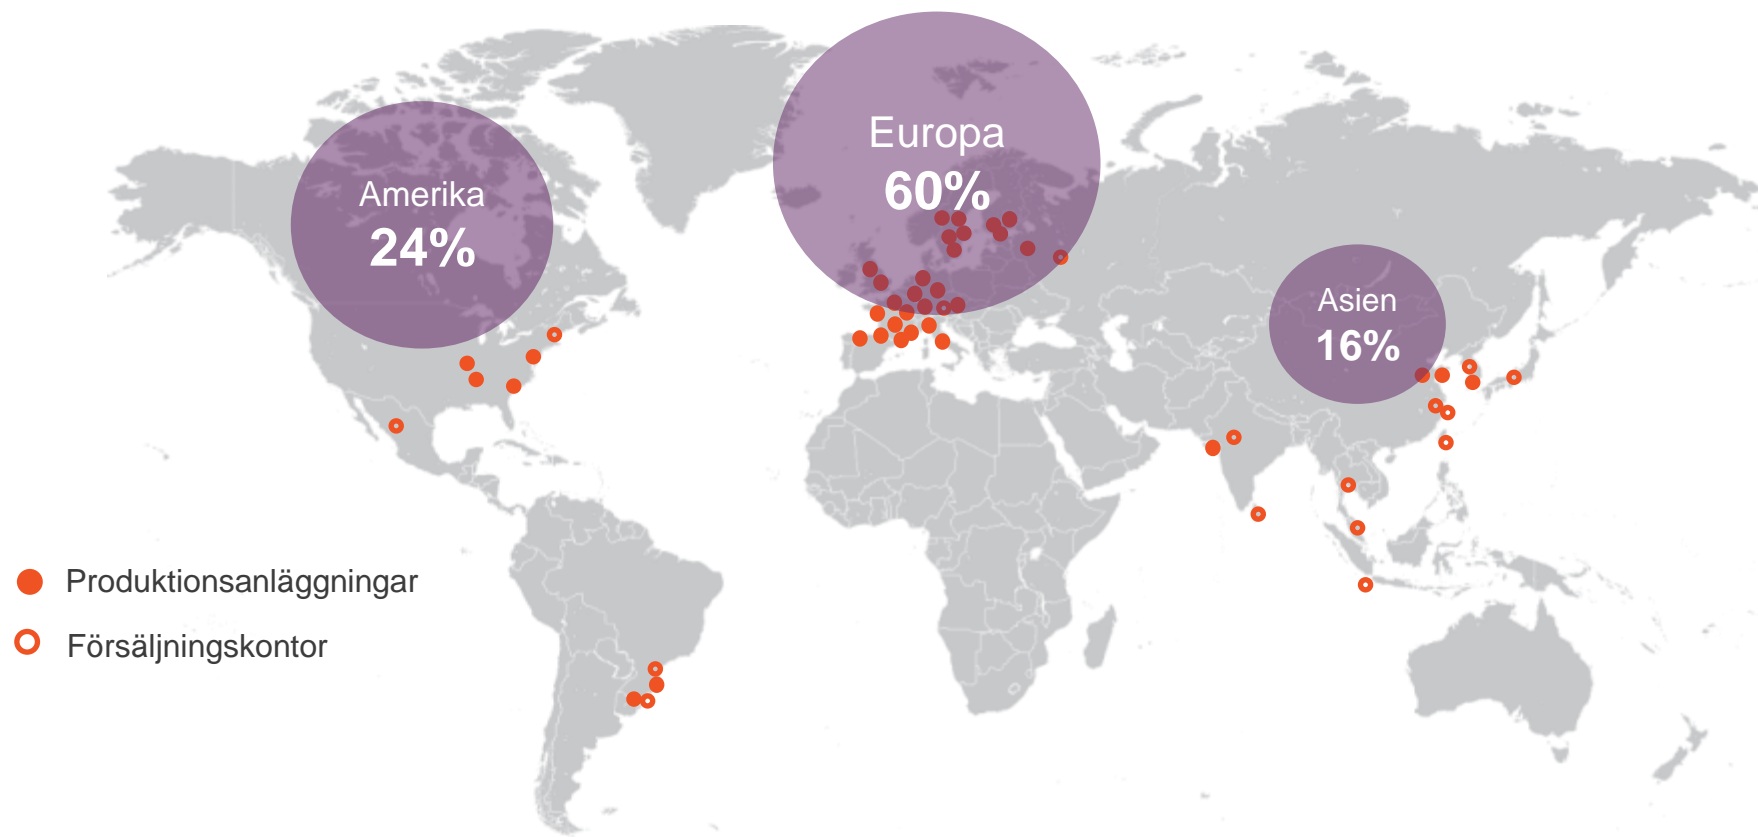 Europa
60%
Amerika
24%
Asien
16%
Produktionsanläggningar
Försäljningskontor